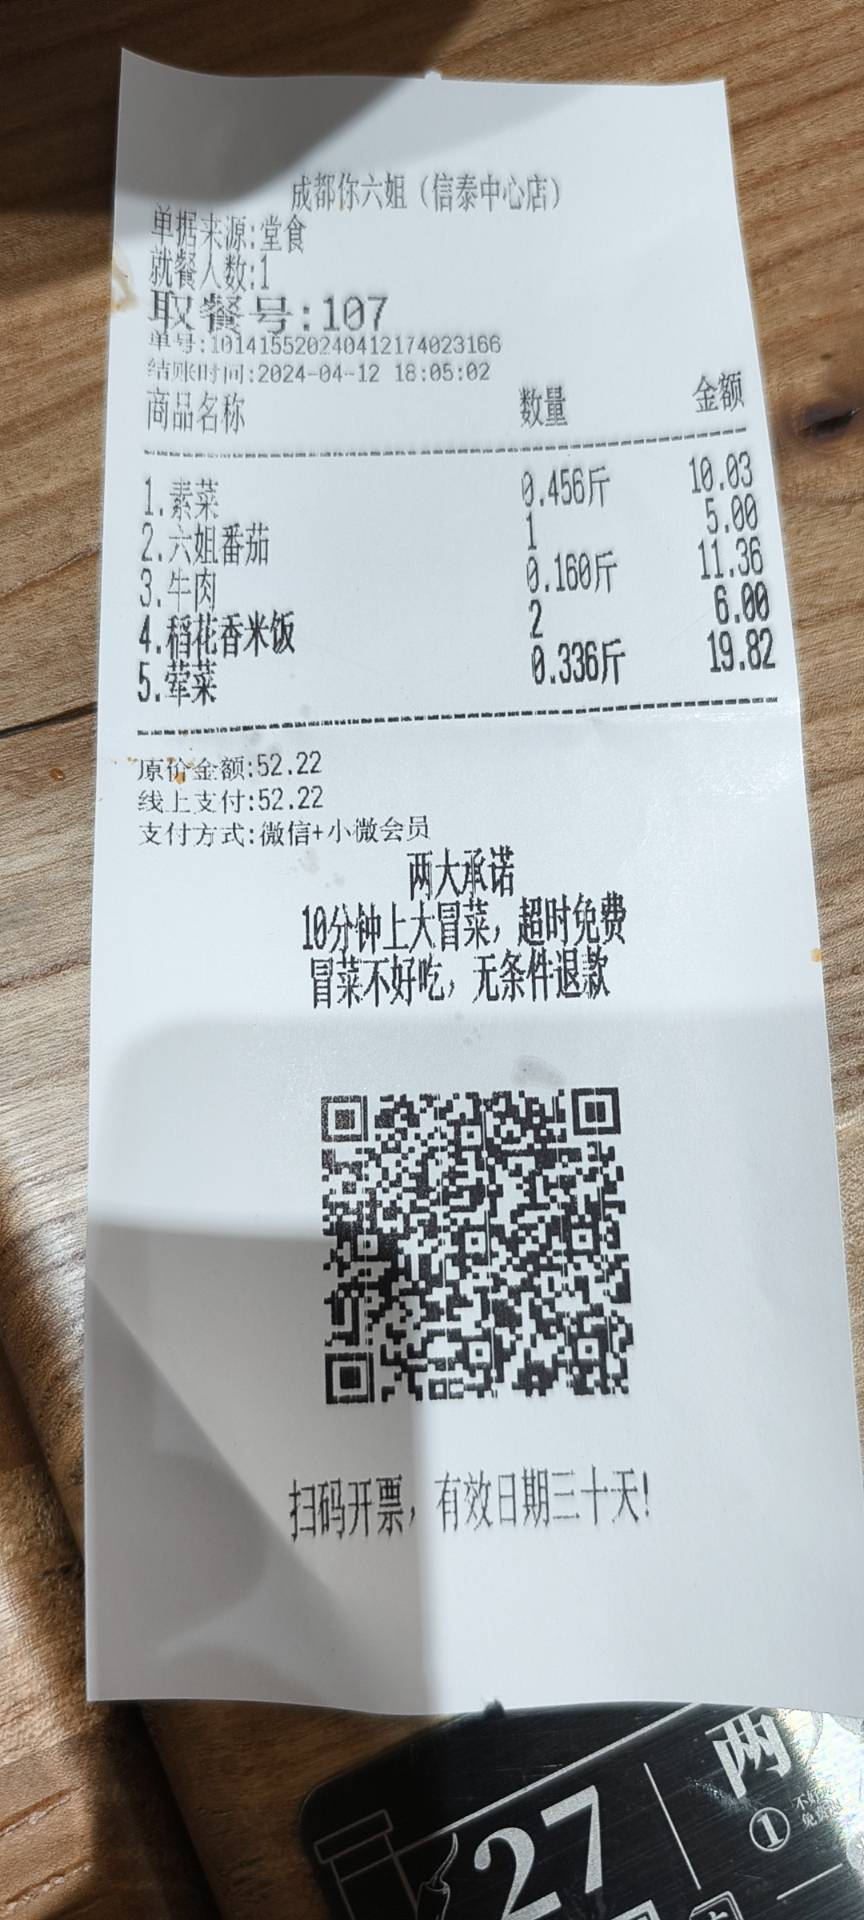 成都你六姐（信泰中心店）
单据来源:堂食
就餐人数:1
取餐号:107
单号:101415520240412174023166
结账时间:2024-04-12 18:05:02
商品名称 数量 金额
1.素菜 0.456斤 10.03
2.六姐番茄 1 5.00
3.牛肉 0.160斤 11.36
4.稻花香米饭 2 6.00
5.荤菜 0.336斤 19.82
原价金额:52.22
线上支付:52.22
支付方式:微信+小微会员
两大承诺
10分钟上大冒菜，超时免费
冒菜不好吃，无条件退款
扫码开票，有效日期三十天!
27
两
1